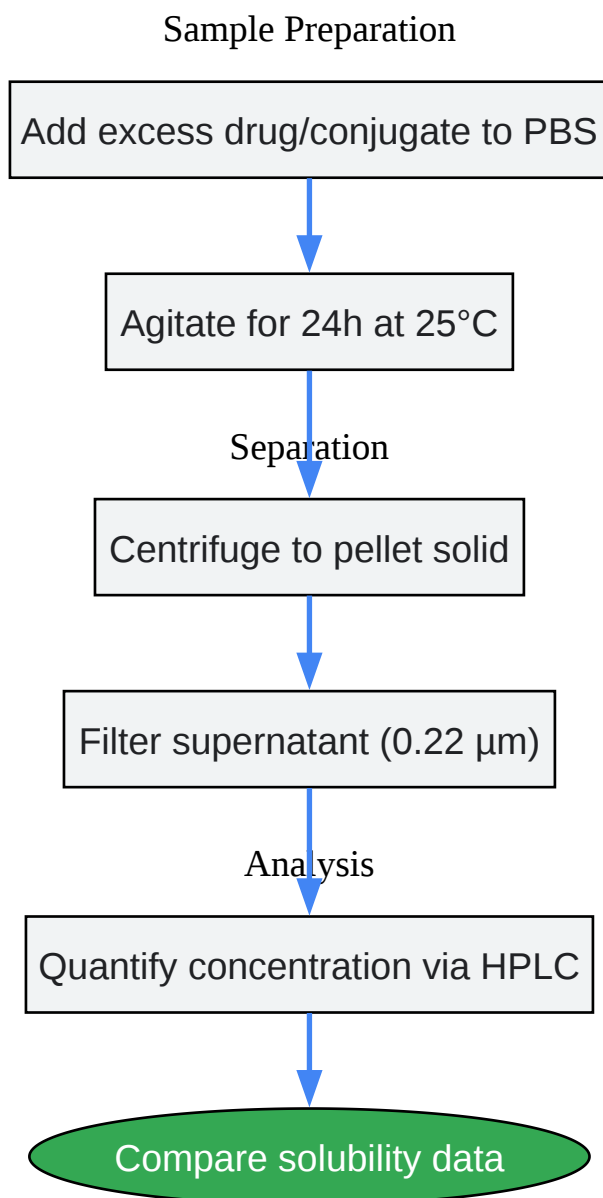 Sample Preparation
Add excess drug/conjugate to PBS
Agitate for 24h at 25°C
Separation
Centrifuge to pellet solid
Filter supernatant (0.22 µm)
Analysis
Quantify concentration via HPLC
Compare solubility data